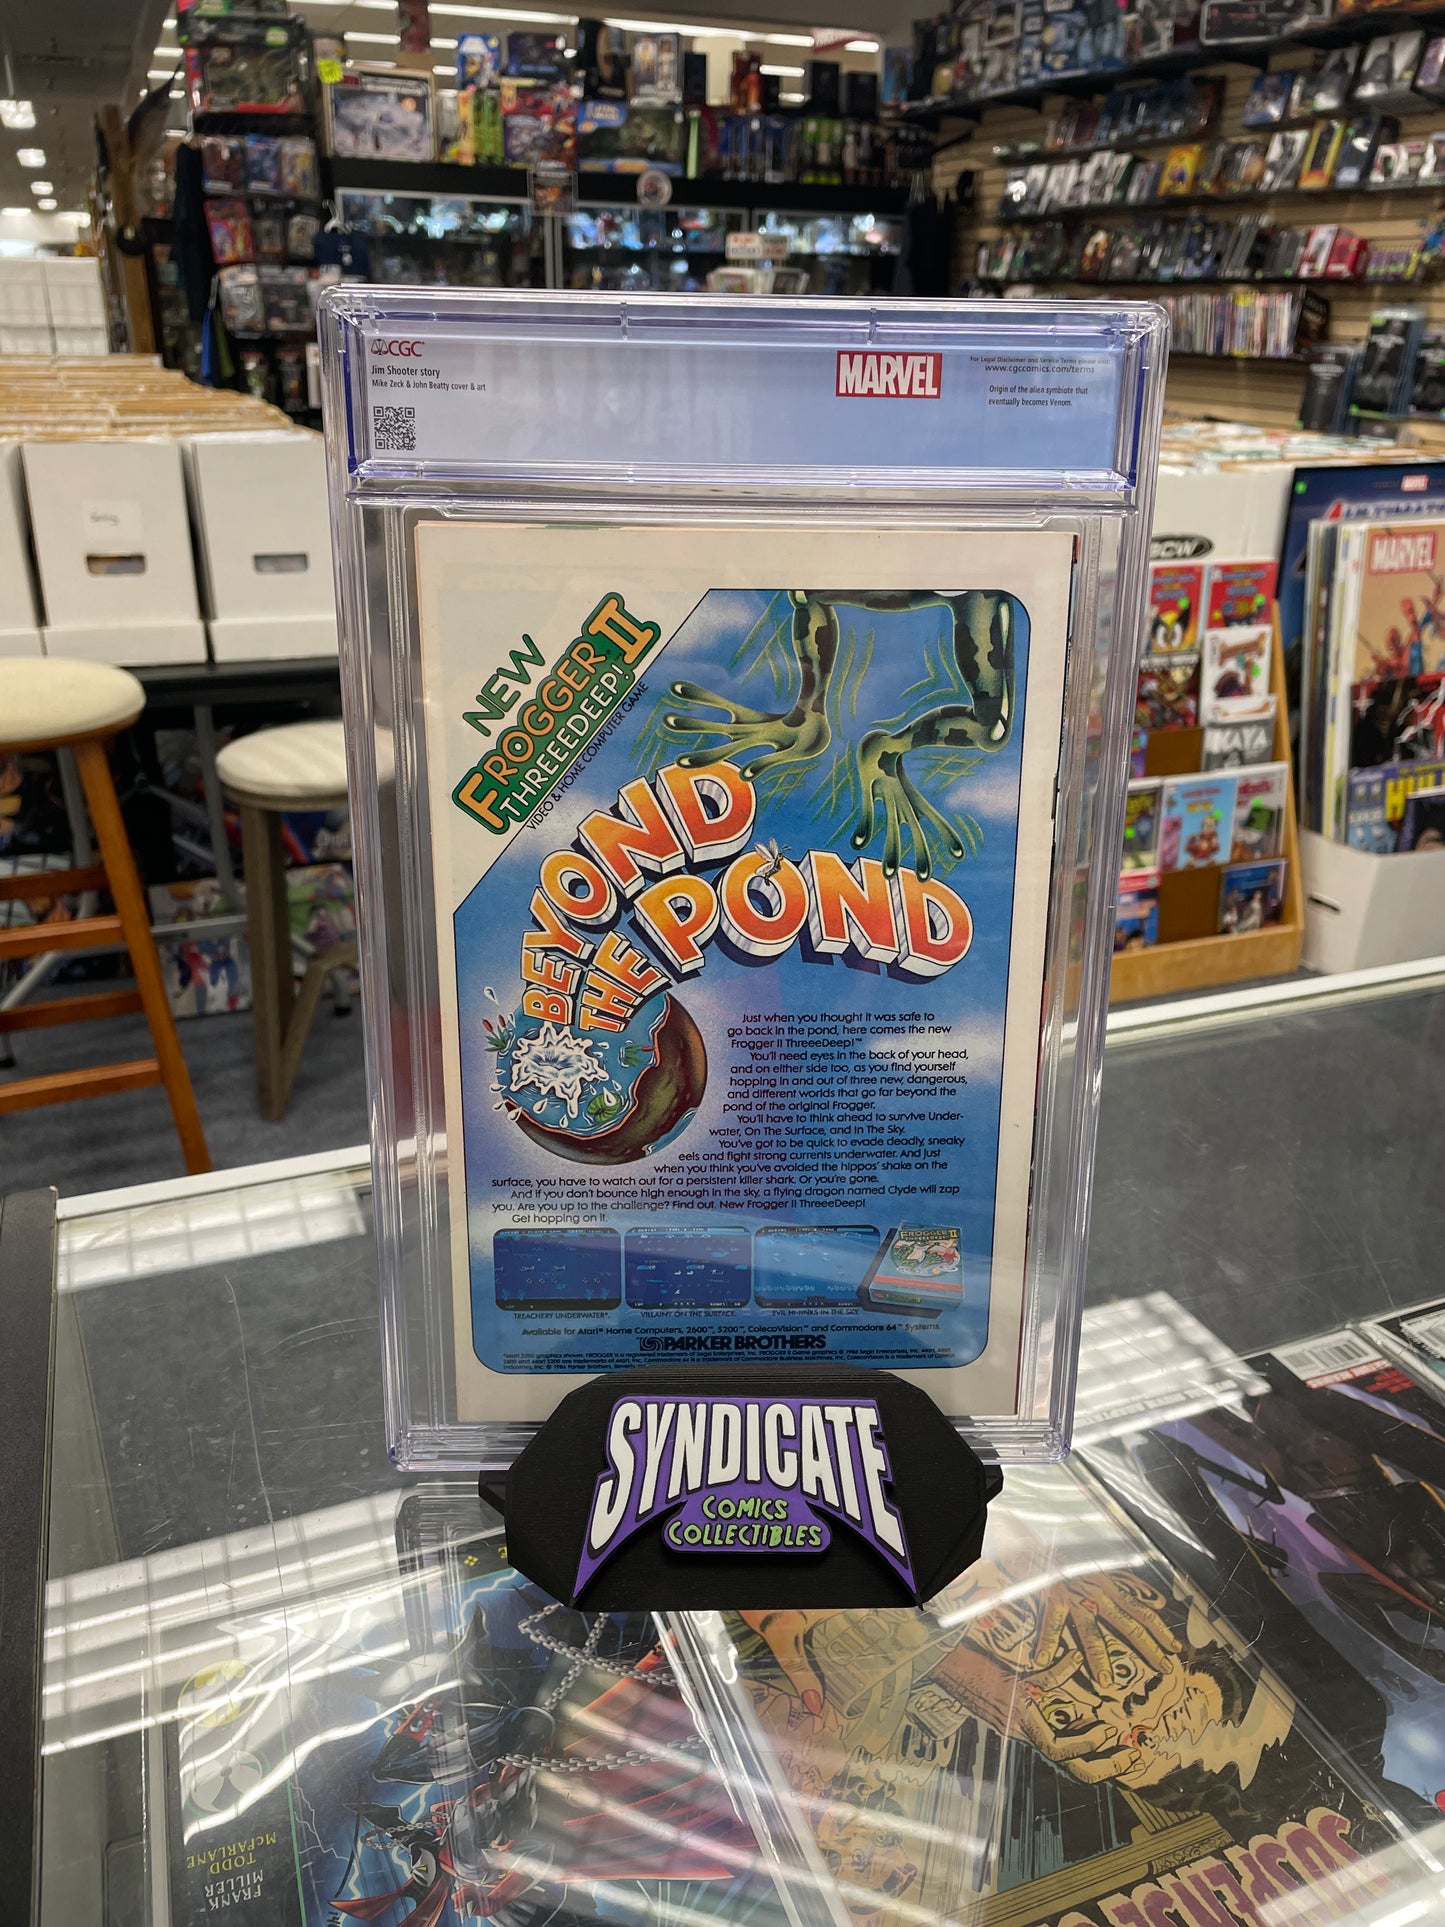 CGC
Jim Shooter story
Mike Zeck & John Beatty cover & art
MARVEL
For Legal Disclaimer and Service Terms please visit:
www.cgccomics.com/terms
Origin of the alien symbiote that
eventually becomes Venom.
NEW
FROGGER II
THREEEDEEP!
VIDEO & HOME COMPUTER GAME
BEYOND
THE POND
Just when you thought it was safe to
go back in the pond, here comes the new
Frogger II ThreeeDeep!™
You'll need eyes in the back of your head,
and on either side too, as you find yourself
hopping in and out of three new, dangerous,
and different worlds that go far beyond the
pond of the original Frogger.
You'll have to think ahead to survive Under-
water, On The Surface, and In The Sky.
You've got to be quick to evade deadly, sneaky
eels and fight strong currents underwater. And just
when you think you've avoided the hippos' shake on the
surface, you have to watch out for a persistent killer shark. Or you're gone.
And if you don't bounce high enough in the sky, a flying dragon named Clyde will zap
you. Are you up to the challenge? Find out. New Frogger II ThreeeDeep!
Get hopping on it.
FROGGER II
TREACHERY UNDERWATER*.
VILLAINY ON THE SURFACE.
EVIL HI-JINKS IN THE SKY.
Available for Atari® Home Computers, 2600™, 5200™, ColecoVision™ and Commodore 64™ Systems.
PARKER BROTHERS
SYNDICATE
COMICS
COLLECTIBLES
BCW
MARVEL
TODD
McFARLANE
FRANK
MILLER
SUSPENSE